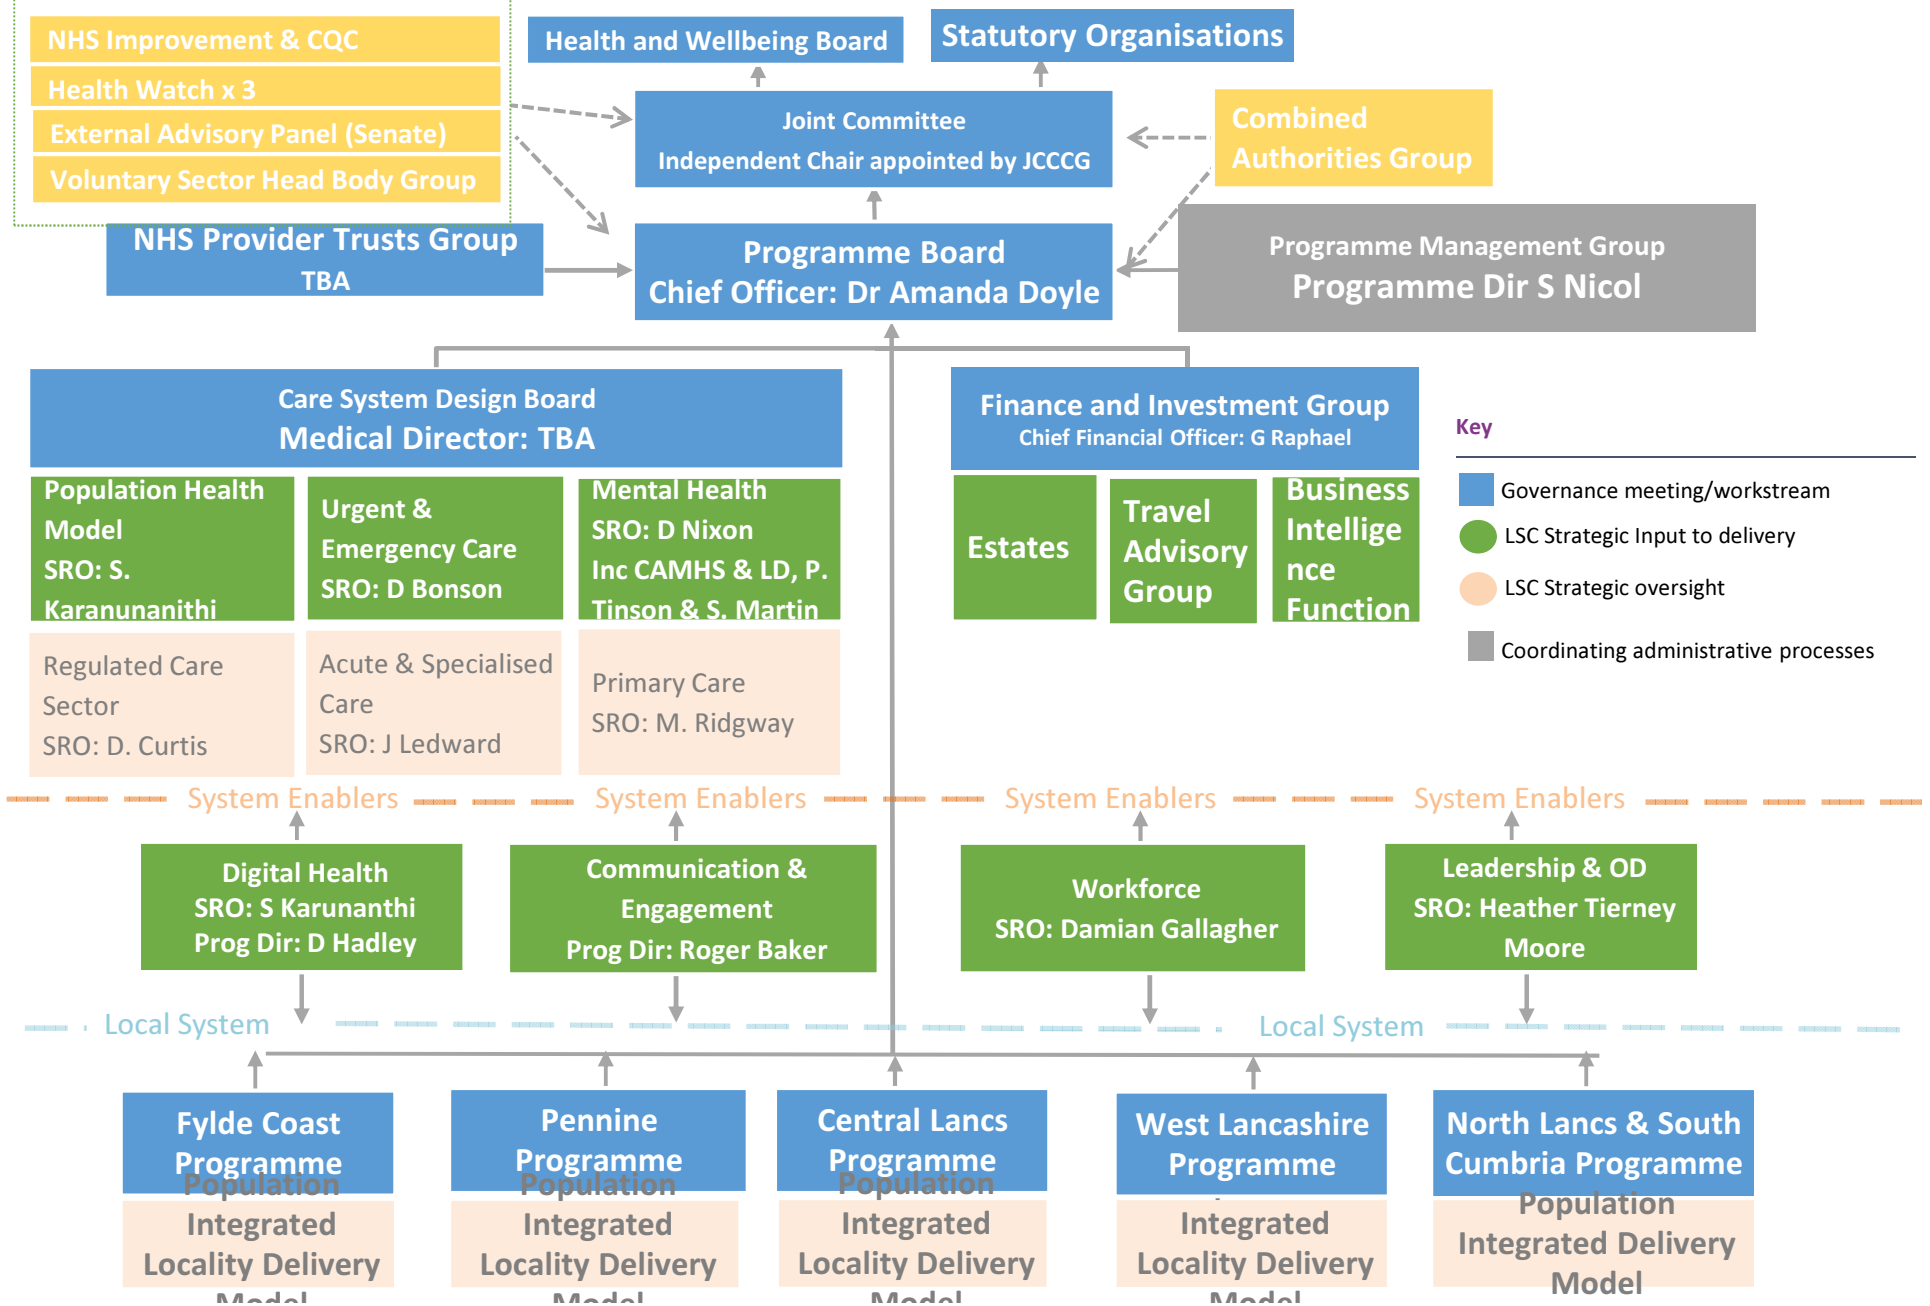 NHS Improvement & CQC
Health Watch x 3
External Advisory Panel (Senate)
Voluntary Sector Head Body Group
Health and Wellbeing Board
Statutory Organisations
Joint Committee
Independent Chair appointed by JCCCG
Combined
Authorities Group
NHS Provider Trusts Group
TBA
Programme Board
Chief Officer: Dr Amanda Doyle
Programme Management Group
Programme Dir S Nicol
Care System Design Board
Medical Director: TBA
Finance and Investment Group
Chief Financial Officer: G Raphael
Key
Governance meeting/workstream
LSC Strategic Input to delivery
LSC Strategic oversight
Coordinating administrative processes
Population Health
Model
SRO: S.
Karanunanithi
Urgent &
Emergency Care
SRO: D Bonson
Mental Health
SRO: D Nixon
Inc CAMHS & LD, P.
Tinson & S. Martin
Estates
Travel
Advisory
Group
Business
Intellige
nce
Function
Regulated Care
Sector
SRO: D. Curtis
Acute & Specialised
Care
SRO: J Ledward
Primary Care
SRO: M. Ridgway
System Enablers
System Enablers
System Enablers
System Enablers
Digital Health
SRO: S Karunanthi
Prog Dir: D Hadley
Communication &
Engagement
Prog Dir: Roger Baker
Workforce
SRO: Damian Gallagher
Leadership & OD
SRO: Heather Tierney
Moore
Local System
Local System
Fylde Coast
Programme
Population
Integrated
Locality Delivery
Model
Pennine
Programme
Population
Integrated
Locality Delivery
Model
Central Lancs
Programme
Population
Integrated
Locality Delivery
Model
West Lancashire
Programme
Integrated
Locality Delivery
Model
North Lancs & South
Cumbria Programme
Population
Integrated Delivery
Model